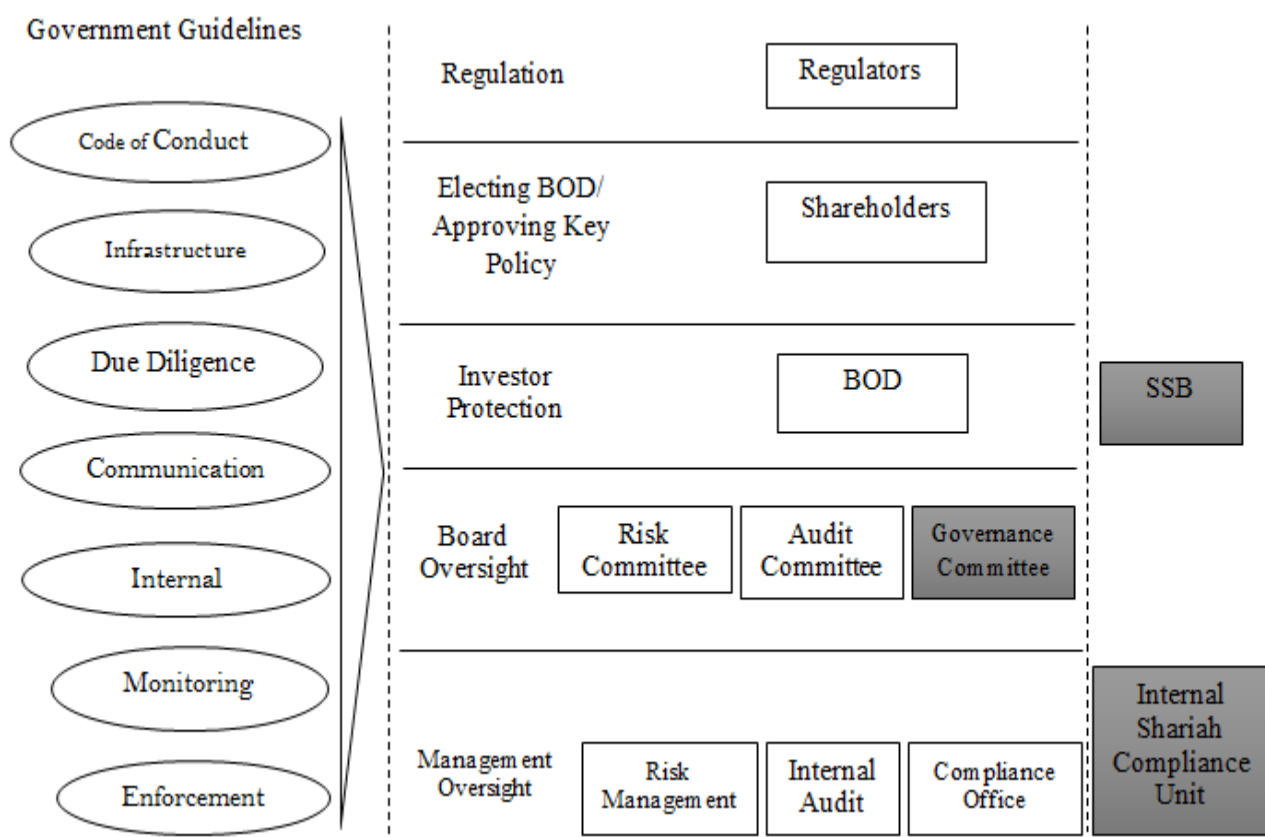 Government Guidelines
Code of Conduct
Infrastructure
Due Diligence
Communication
Internal
Monitoring
Enforcement
Regulation
Regulators
Electing BOD/
Approving Key
Policy
Shareholders
Investor
Protection
BOD
SSB
Board
Oversight
Risk
Committee
Audit
Committee
Governance
Committee
Management
Oversight
Risk
Management
Internal
Audit
Compliance
Office
Internal
Shariah
Compliance
Unit